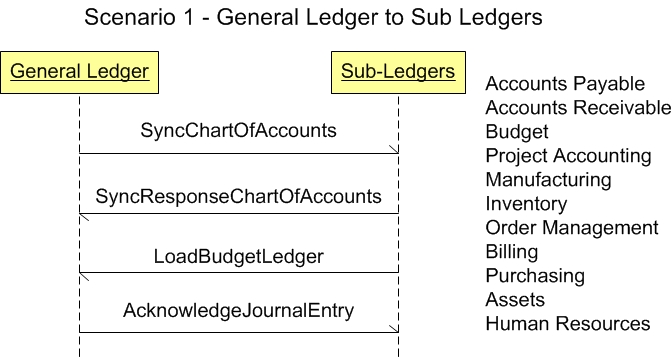 Scenario 1 - General Ledger to Sub Ledgers
General Ledger
Sub-Ledgers
SyncChartOfAccounts
SyncResponseChartOfAccounts
LoadBudgetLedger
AcknowledgeJournalEntry
Accounts Payable
Accounts Receivable
Budget
Project Accounting
Manufacturing
Inventory
Order Management
Billing
Purchasing
Assets
Human Resources